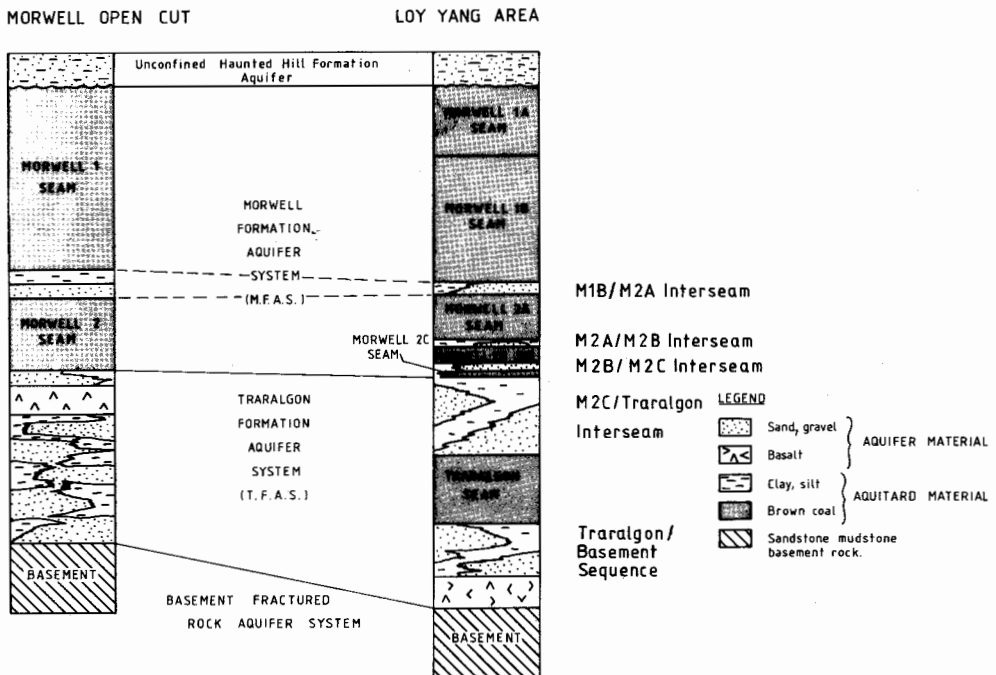 MORWELL OPEN CUT
LOY YANG AREA
Unconfined Haunted Hill Formation
Aquifer
MORWELL 1
SEAM
MORWELL 2
SEAM
BASEMENT
MORWELL
FORMATION
AQUIFER
SYSTEM
(M.F.A.S.)
MORWELL 2C
SEAM
TRARALGON
FORMATION
AQUIFER
SYSTEM
(T.F.A.S.)
BASEMENT FRACTURED
ROCK AQUIFER SYSTEM
MORWELL 1A
SEAM
MORWELL 1B
SEAM
MORWELL 2A
SEAM
TRARALGON
SEAM
BASEMENT
M1B/M2A Interseam
M2A/M2B Interseam
M2B/M2C Interseam
M2C/Traralgon
Interseam
Traralgon/
Basement
Sequence
LEGEND
Sand, gravel
Basalt
AQUIFER MATERIAL
Clay, silt
Brown coal
AQUITARD MATERIAL
Sandstone mudstone
basement rock.